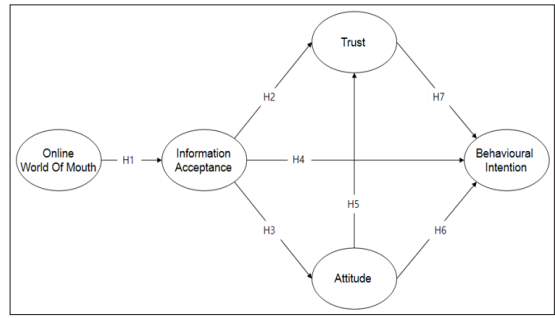 Trust
H2
H7
Online
World Of Mouth
H1
Information
Acceptance
H4
Behavioural
Intention
H5
H3
H6
Attitude